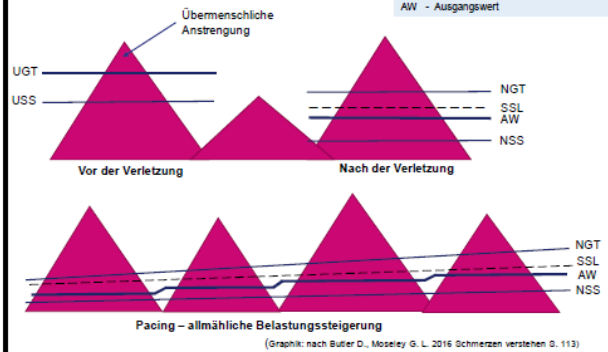 AW - Ausgangswert
Übermenschliche
Anstrengung
UGT
USS
NGT
SSL
AW
NSS
Vor der Verletzung
Nach der Verletzung
NGT
SSL
AW
NSS
Pacing – allmähliche Belastungssteigerung
(Graphik: nach Butler D., Moseley G. L. 2016 Schmerzen verstehen S. 113)